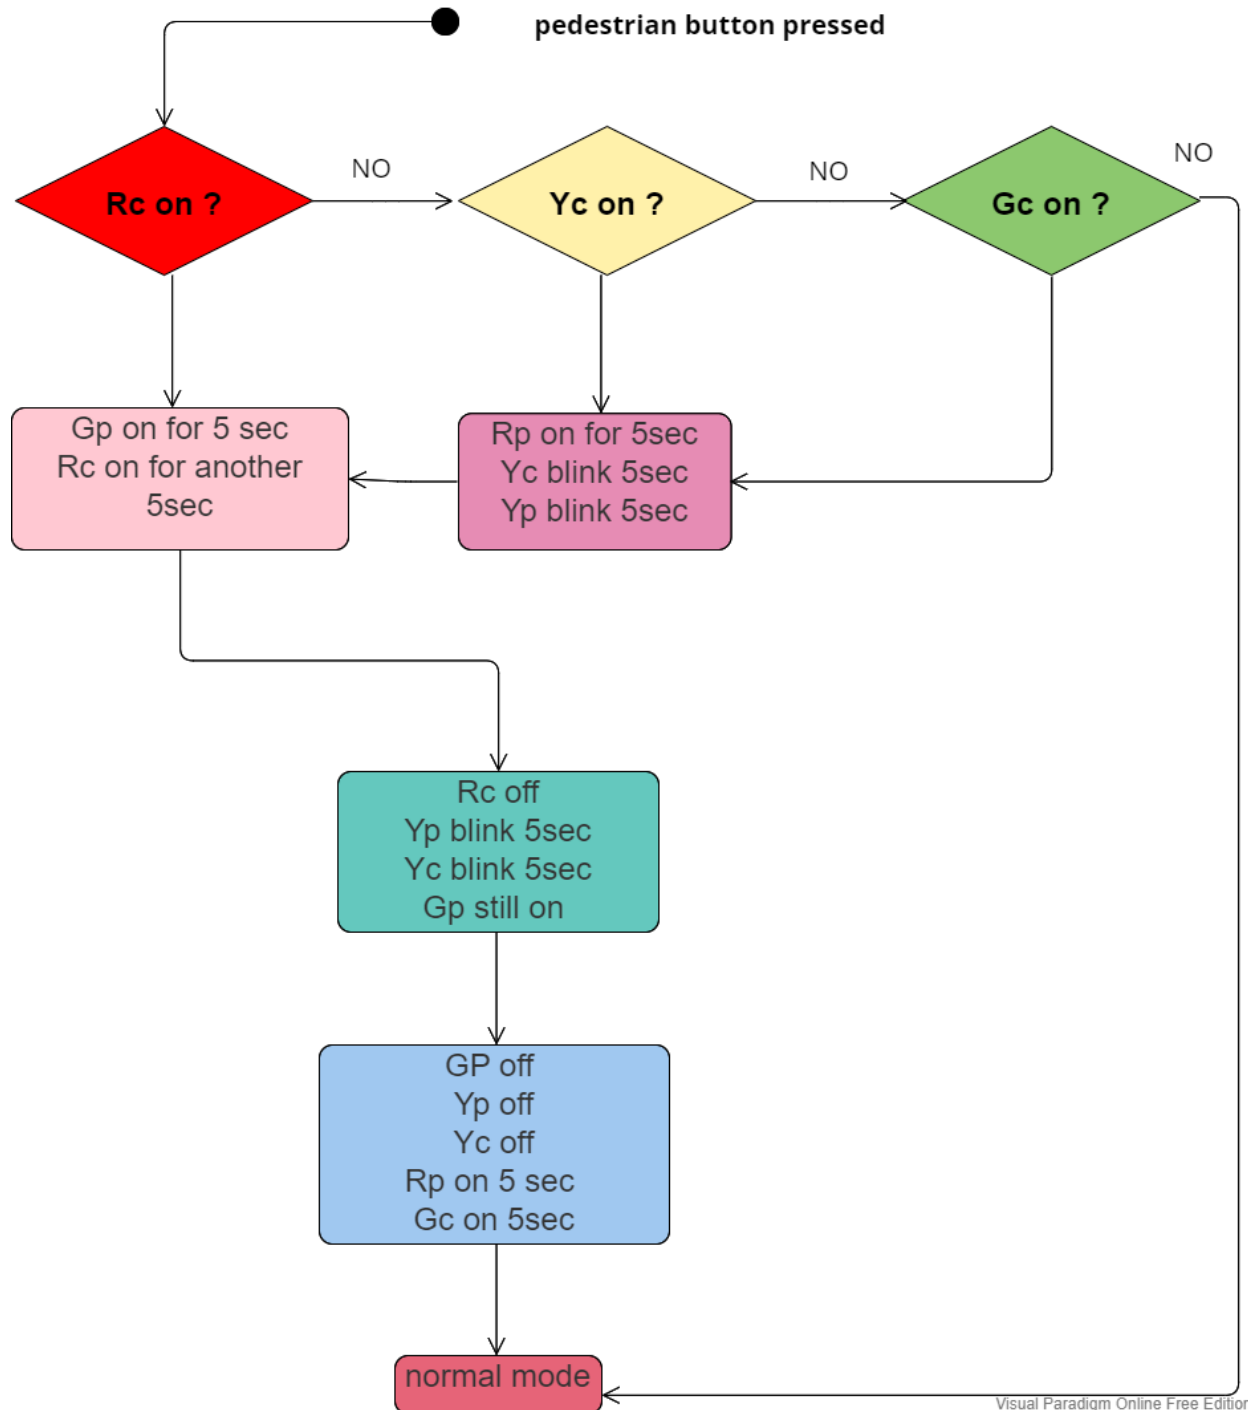 pedestrian button pressed
Rc on ?
NO
Yc on ?
NO
Gc on ?
NO
Gp on for 5 sec
Rc on for another
5sec
Rp on for 5sec
Yc blink 5sec
Yp blink 5sec
Rc off
Yp blink 5sec
Yc blink 5sec
Gp still on
GP off
Yp off
Yc off
Rp on 5 sec
Gc on 5sec
normal mode
Visual Paradigm Online Free Edition